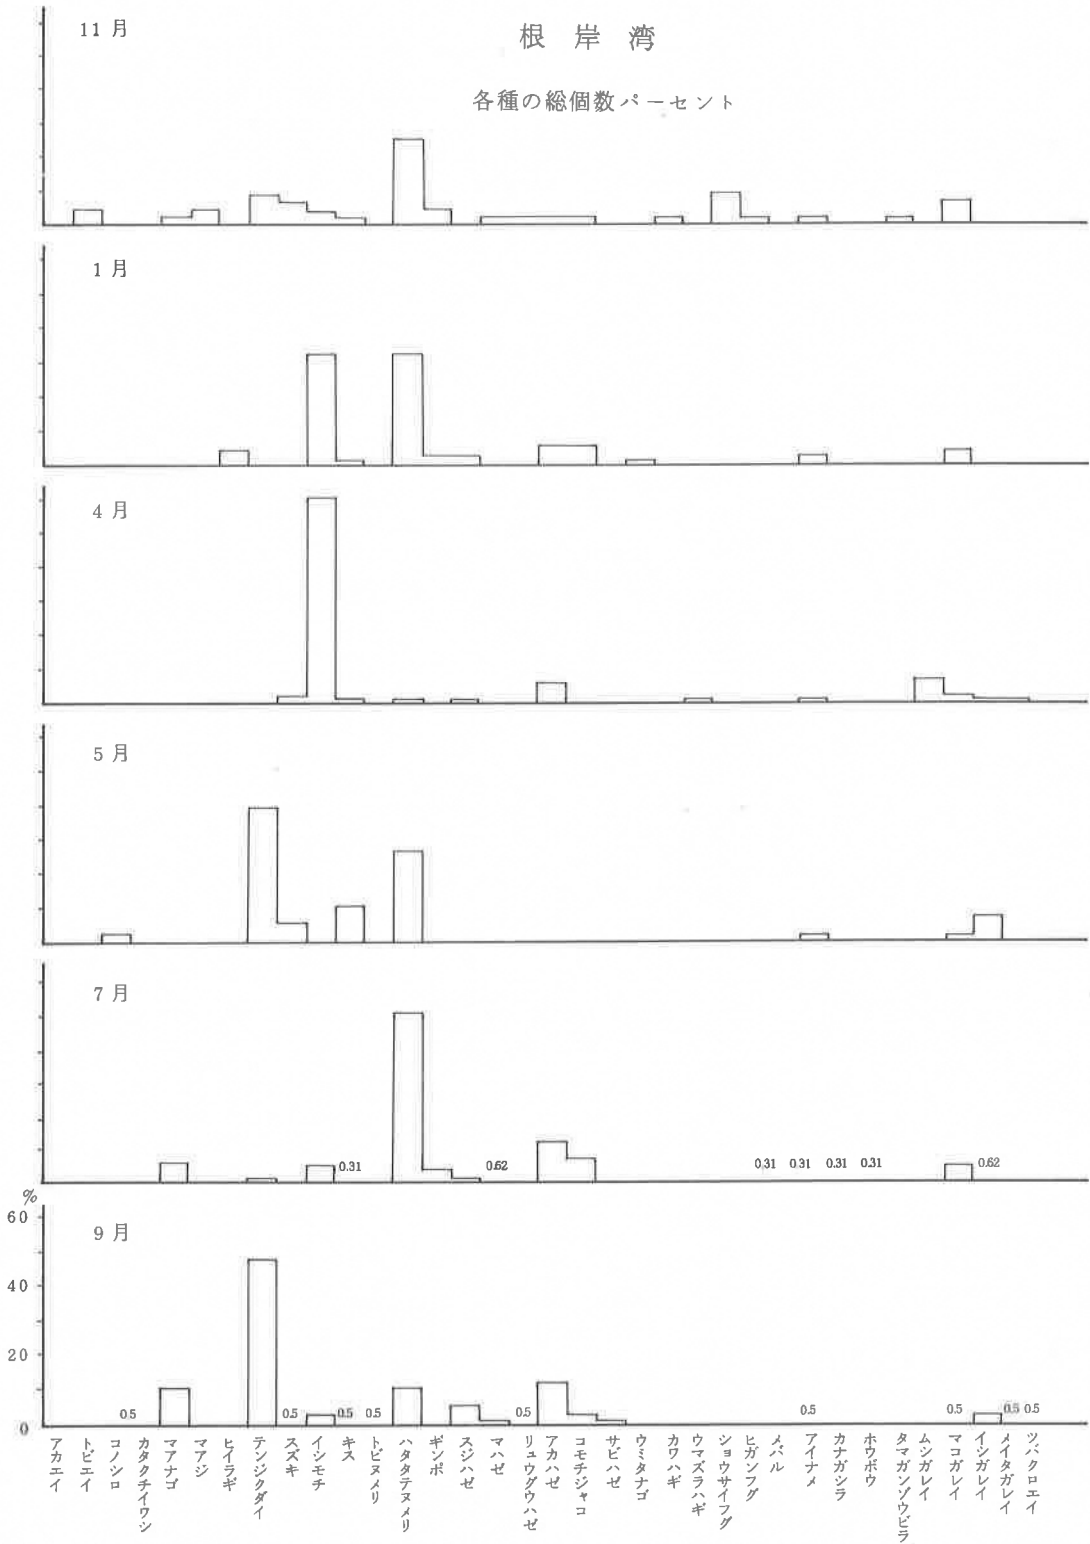 11 月
根 岸 湾
各種の総個数パーセント
1 月
4 月
5 月
7 月
0.31
0.62
0.31
0.31
0.31
0.31
0.62
%
60
9 月
40
20
0
0.5
0.5
0.5
0.5
0.5
0.5
0.5
0.5
0.5
アカエイ
トビエイ
コノシロ
カタクチイワシ
マアナゴ
マアジ
ヒイラギ
テンジクダイ
スズキ
イシモチ
キス
トビヌメリ
ハタタテヌメリ
ギンポ
スジハゼ
マハゼ
リュウグウハゼ
アカハゼ
コモチジャコ
サビハゼ
ウミタナゴ
カワハギ
ウマズラハギ
ショウサイフグ
ヒガンフグ
メバル
アイナメ
カナガシラ
ホウボウ
タマガンゾウビラ
ムシガレイ
マコガレイ
イシガレイ
メイタガレイ
ツバクロエイ